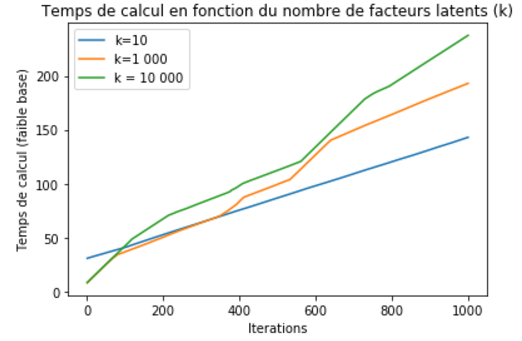 Temps de calcul en fonction du nombre de facteurs latents (k)
k=10
k=1 000
k = 10 000
Temps de calcul (faible base)
200
150
100
50
0
0 200 400 600 800 1000
Iterations